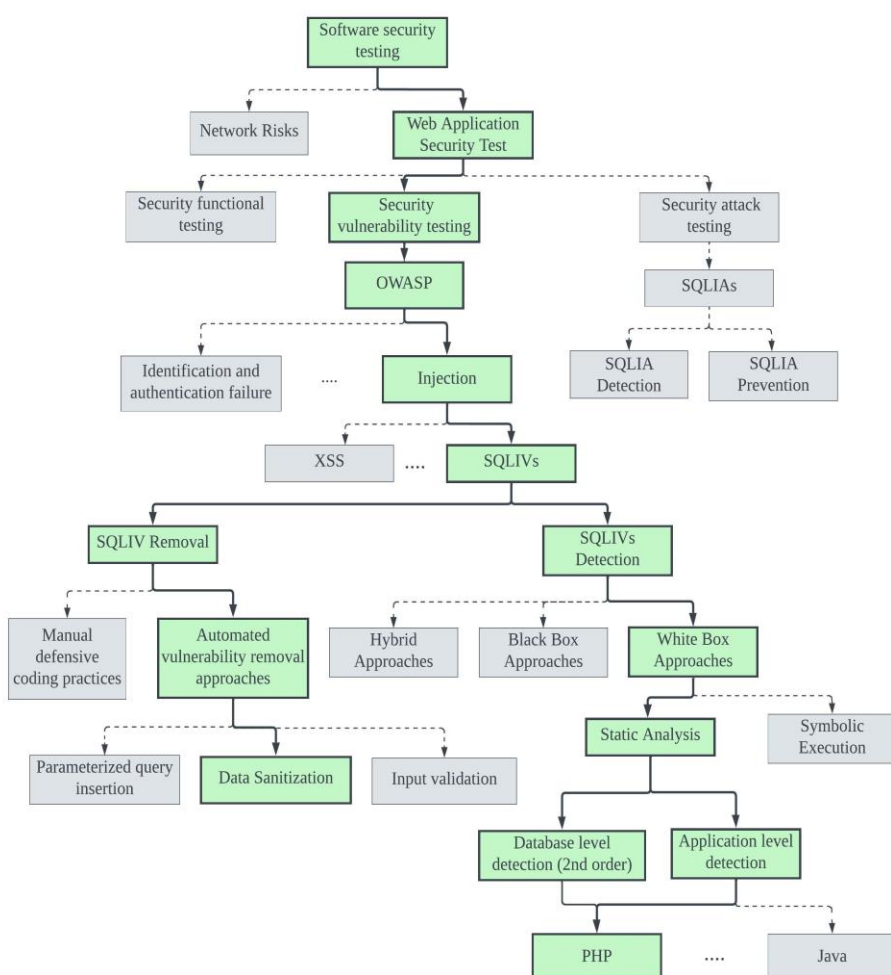 Software security
testing
Network Risks
Web Application
Security Test
Security functional
testing
Security
vulnerability testing
Security attack
testing
OWASP
SQLIAs
Identification and
authentication failure
....
Injection
SQLIA
Detection
SQLIA
Prevention
XSS
....
SQLIVs
SQLIV Removal
SQLIVs
Detection
Manual
defensive
coding practices
Automated
vulnerability removal
approaches
Hybrid
Approaches
Black Box
Approaches
White Box
Approaches
Static Analysis
Symbolic
Execution
Parameterized query
insertion
Data Sanitization
Input validation
Database level
detection (2nd order)
Application level
detection
PHP
....
Java